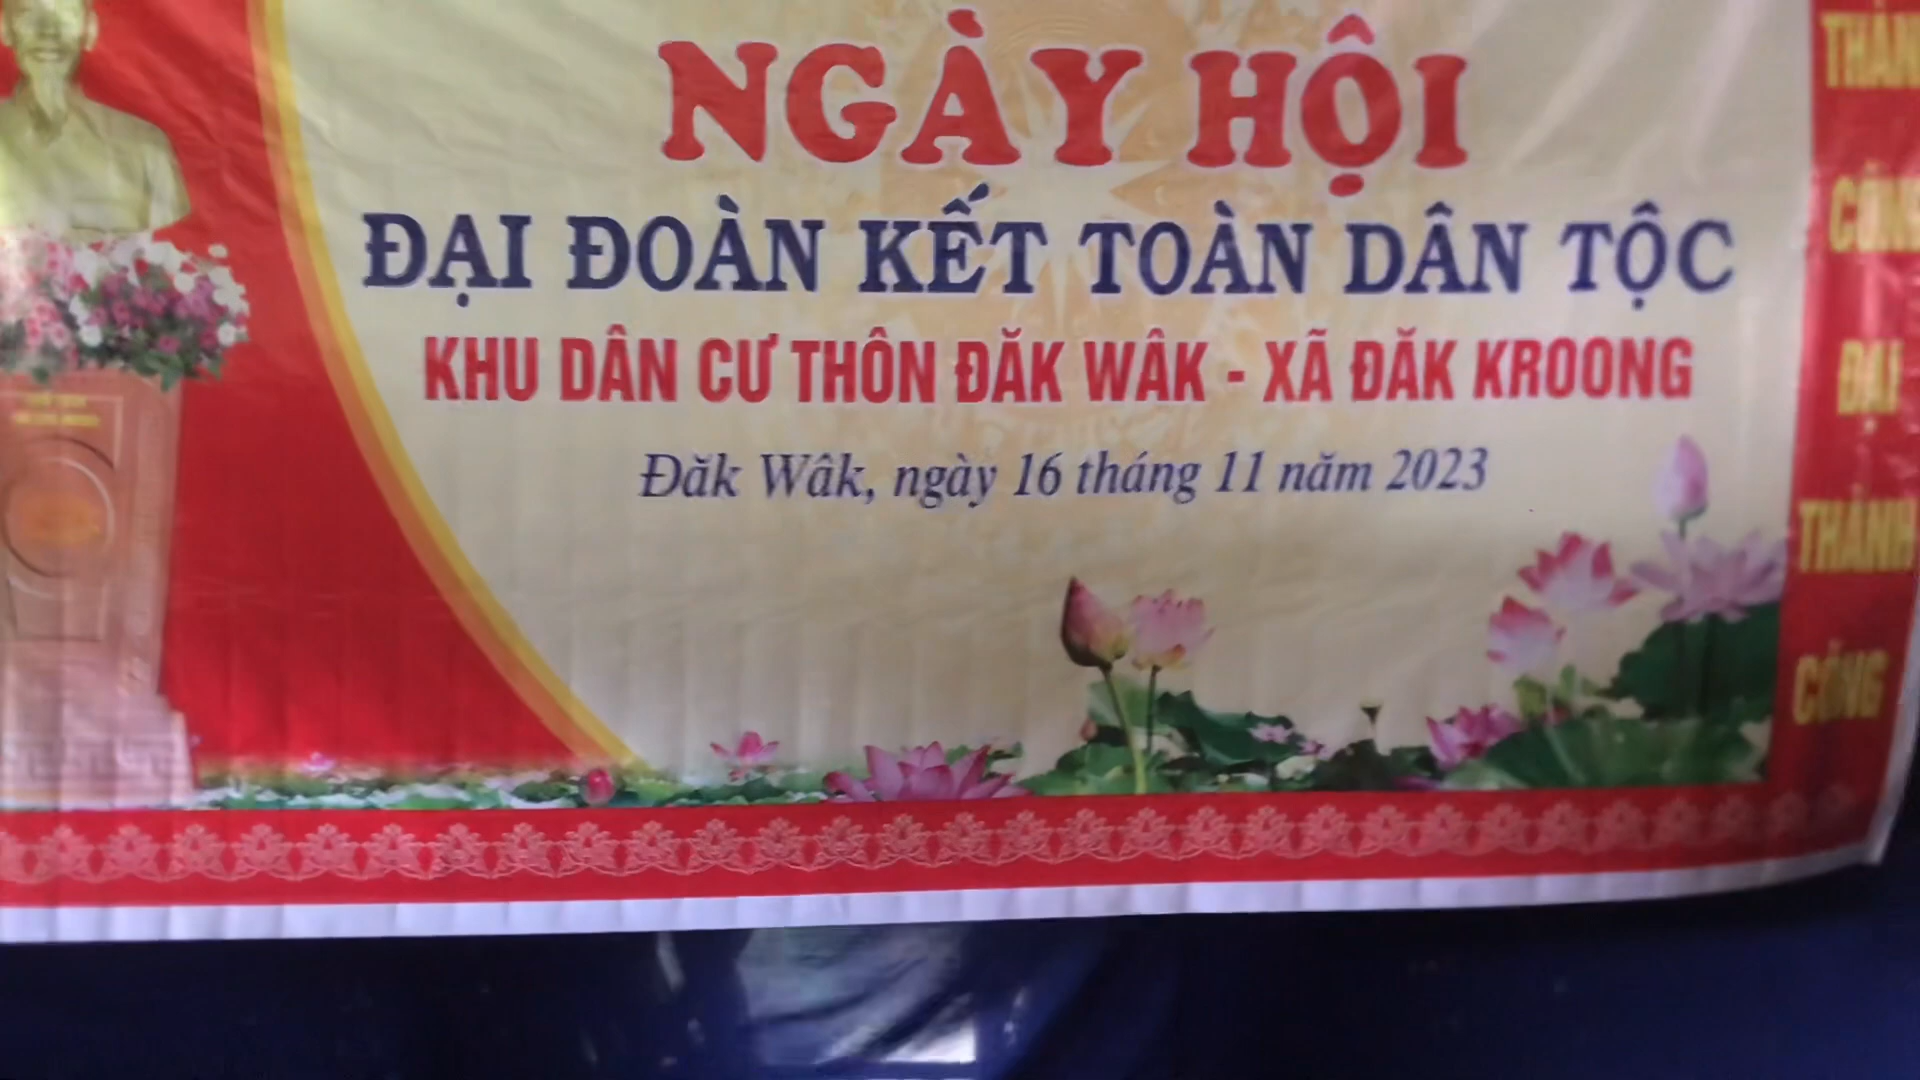 NGÀY HỘI
ĐẠI ĐOÀN KẾT TOÀN DÂN TỘC
KHU DÂN CƯ THÔN ĐĂK WÂK - XÃ ĐĂK KROONG
Đăk Wâk, ngày 16 tháng 11 năm 2023
THÀNH
CÔNG
ĐẠI
THÀNH
CÔNG